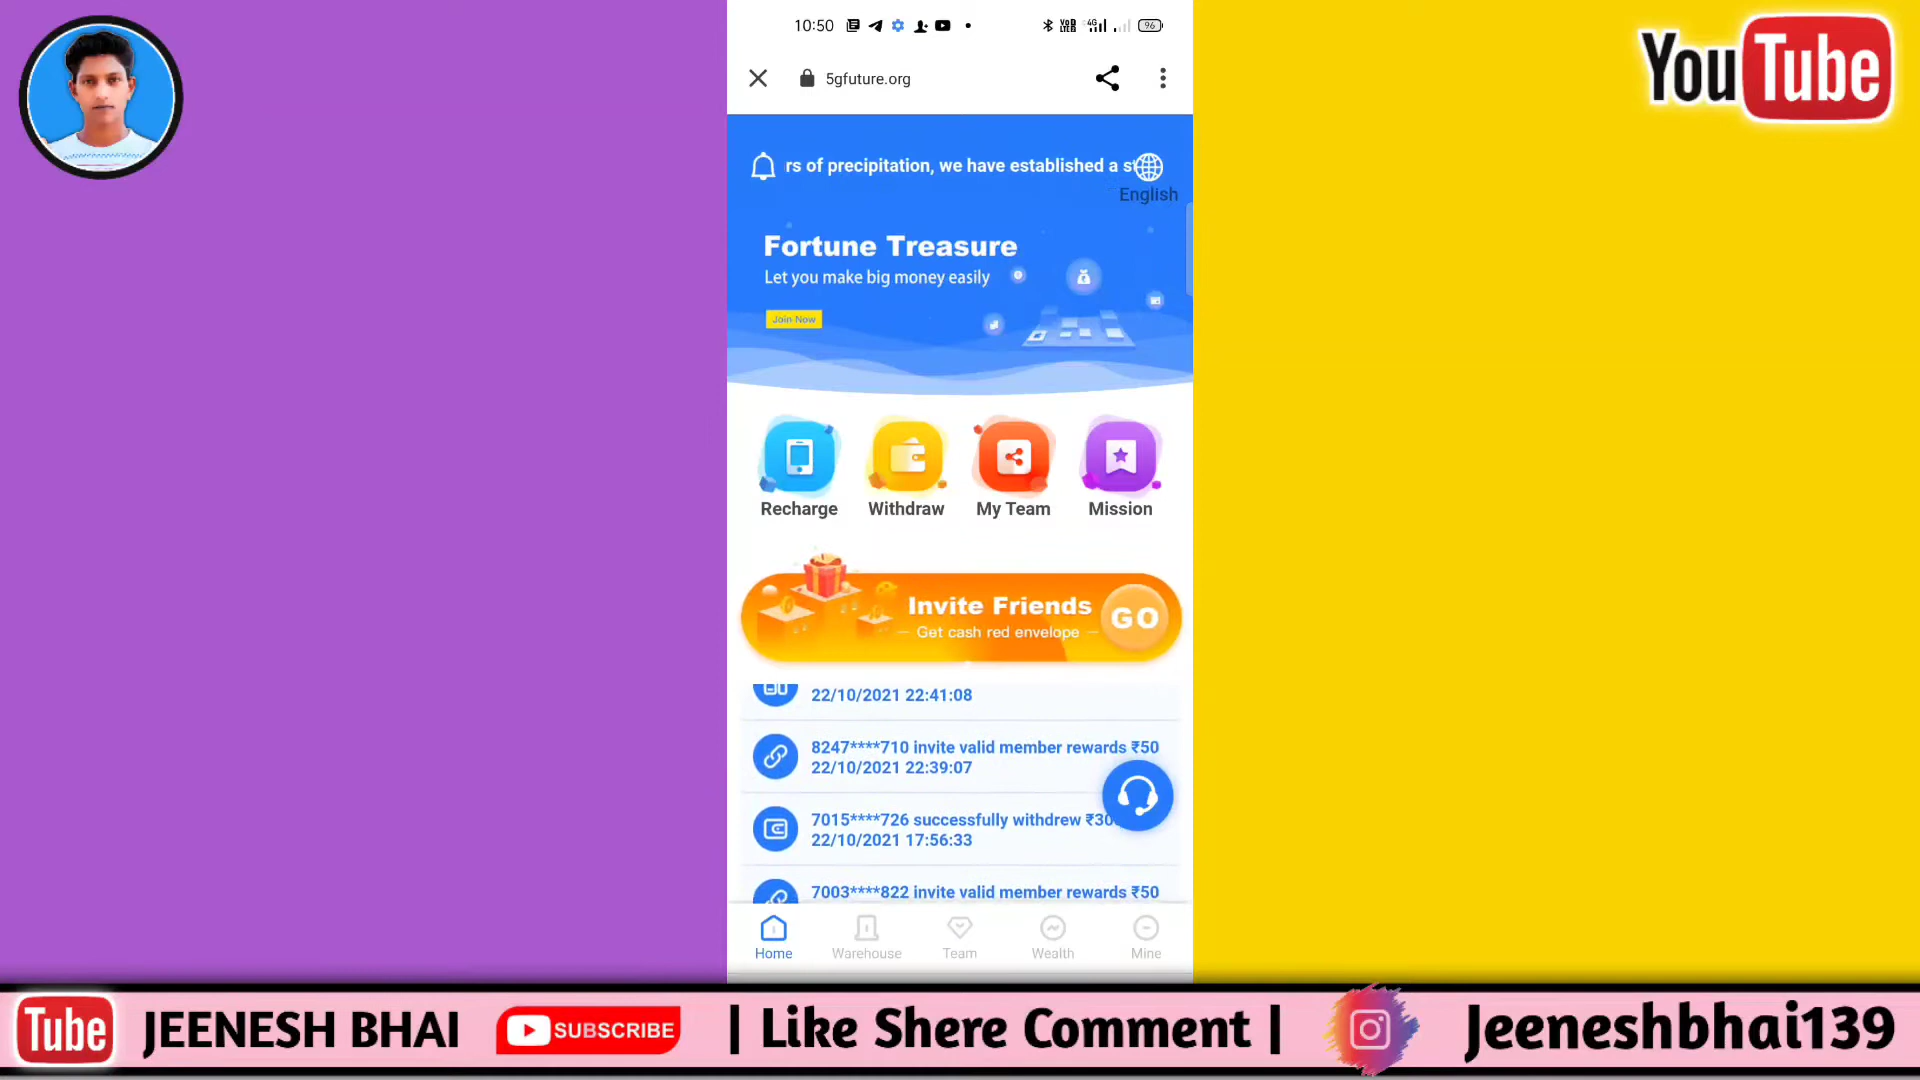 10:50
4G
96
5gfuture.org
YouTube
rs of precipitation, we have established a st
English
Fortune Treasure
Let you make big money easily
Join Now
Recharge
Withdraw
My Team
Mission
Invite Friends
GO
— Get cash red envelope —
22/10/2021 22:41:08
8247****710 invite valid member rewards ₹50
22/10/2021 22:39:07
7015****726 successfully withdrew ₹30
22/10/2021 17:56:33
7003****822 invite valid member rewards ₹50
Home
Warehouse
Team
Wealth
Mine
Tube
JEENESH BHAI
SUBSCRIBE
| Like Shere Comment |
Jeeneshbhai139